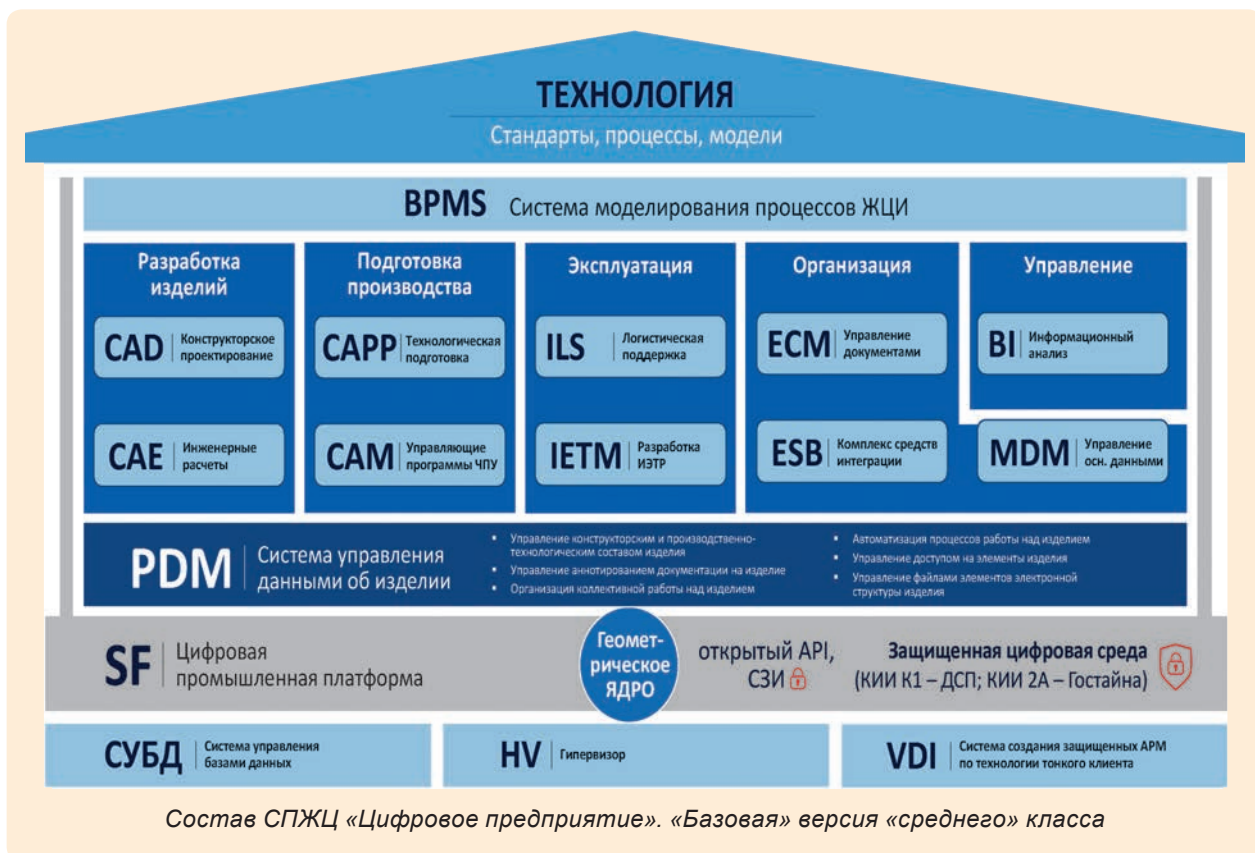 ТЕХНОЛОГИЯ
Стандарты, процессы, модели
BPMS Система моделирования процессов ЖЦИ
Разработка
изделий
CAD Конструкторское
проектирование
CAE Инженерные
расчеты
Подготовка
производства
CAPP Технологическая
подготовка
CAM Управляющие
программы ЧПУ
Эксплуатация
ILS Логистическая
поддержка
IETM Разработка
ИЭТР
Организация
ECM Управление
документами
ESB Комплекс средств
интеграции
Управление
BI Информационный
анализ
MDM Управление
осн. данными
PDM Система управления
данными об изделии
▪ Управление конструкторским и производственно-
технологическим составом изделия
▪ Управление аннотированием документации на изделие
▪ Организация коллективной работы над изделием
▪ Автоматизация процессов работы над изделием
▪ Управление доступом на элементы изделия
▪ Управление файлами элементов электронной
структуры изделия
SF Цифровая
промышленная платформа
Геомет-
рическое
ЯДРО
открытый API,
СЗИ
Защищенная цифровая среда
(КИИ К1 – ДСП; КИИ 2А – Гостайна)
СУБД Система управления
базами данных
HV Гипервизор
VDI Система создания защищенных АРМ
по технологии тонкого клиента
Состав СПЖЦ «Цифровое предприятие». «Базовая» версия «среднего» класса